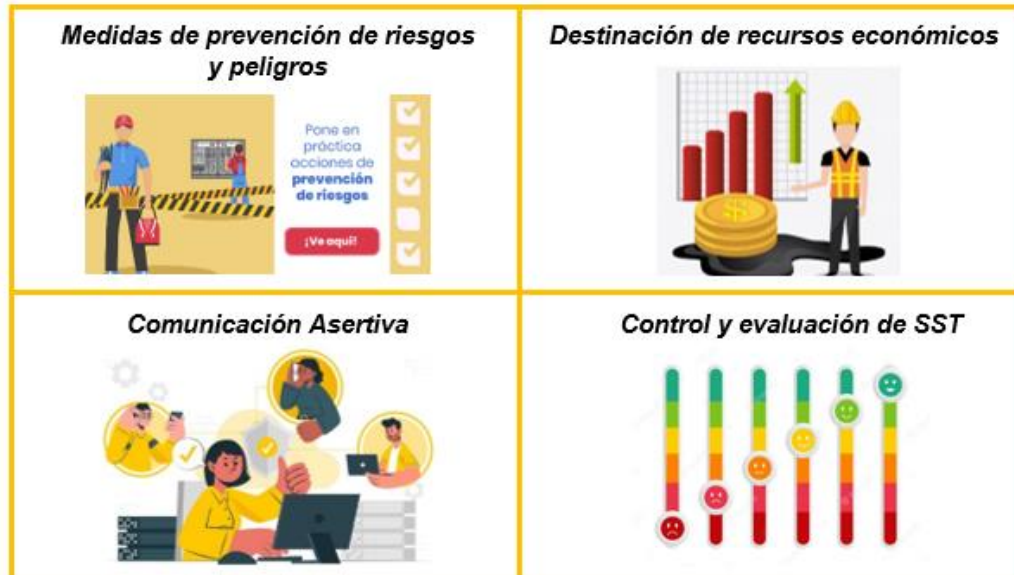 Medidas de prevención de riesgos
y peligros
Pone en
práctica
acciones de
prevención
de riesgos
¡Ve aquí!
Destinación de recursos económicos
$
Comunicación Asertiva
Control y evaluación de SST